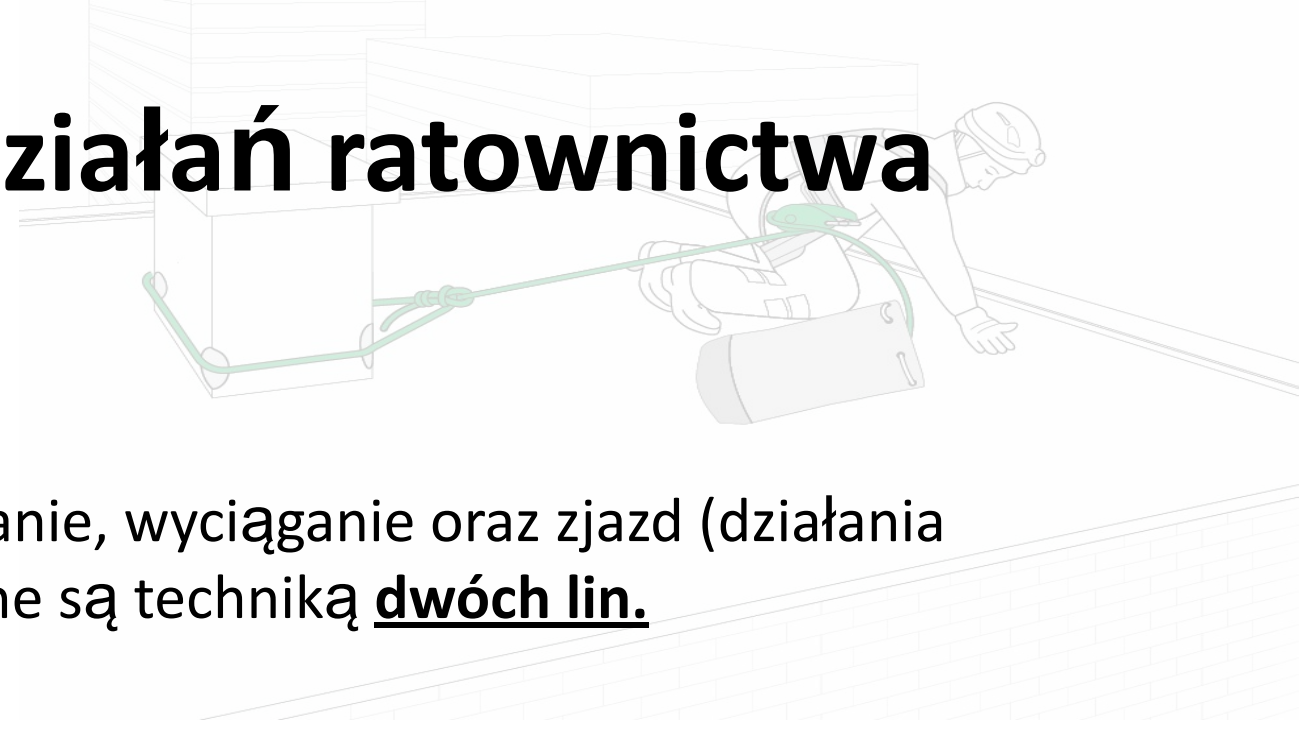 ziałań ratownictwa
anie, wyciąganie oraz zjazd (działania
ne są techniką dwóch lin.